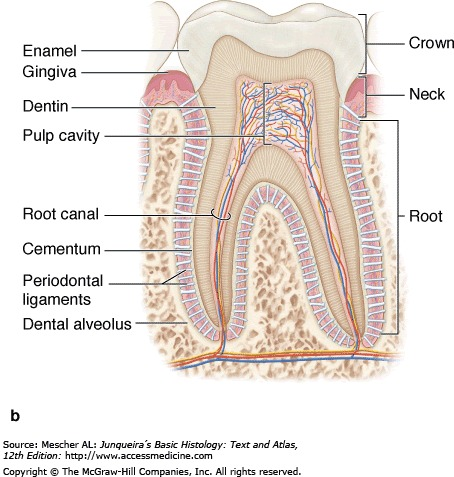 Enamel
Gingiva
Dentin
Pulp cavity
Root canal
Cementum
Periodontal
ligaments
Dental alveolus
Crown
Neck
Root
b
Source: Mescher AL: Junqueira´s Basic Histology: Text and Atlas,
12th Edition: http://www.accessmedicine.com
Copyright © The McGraw-Hill Companies, Inc. All rights reserved.